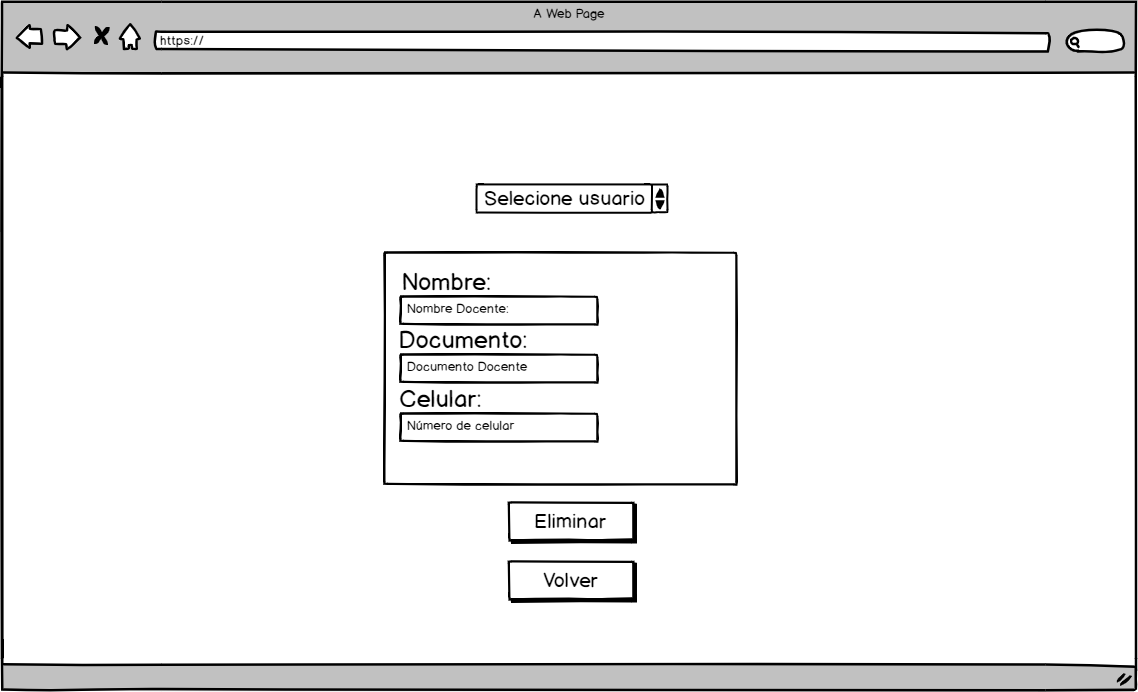 A Web Page
https://
Selecione usuario
Nombre:
Nombre Docente:
Documento:
Documento Docente
Celular:
Número de celular
Eliminar
Volver